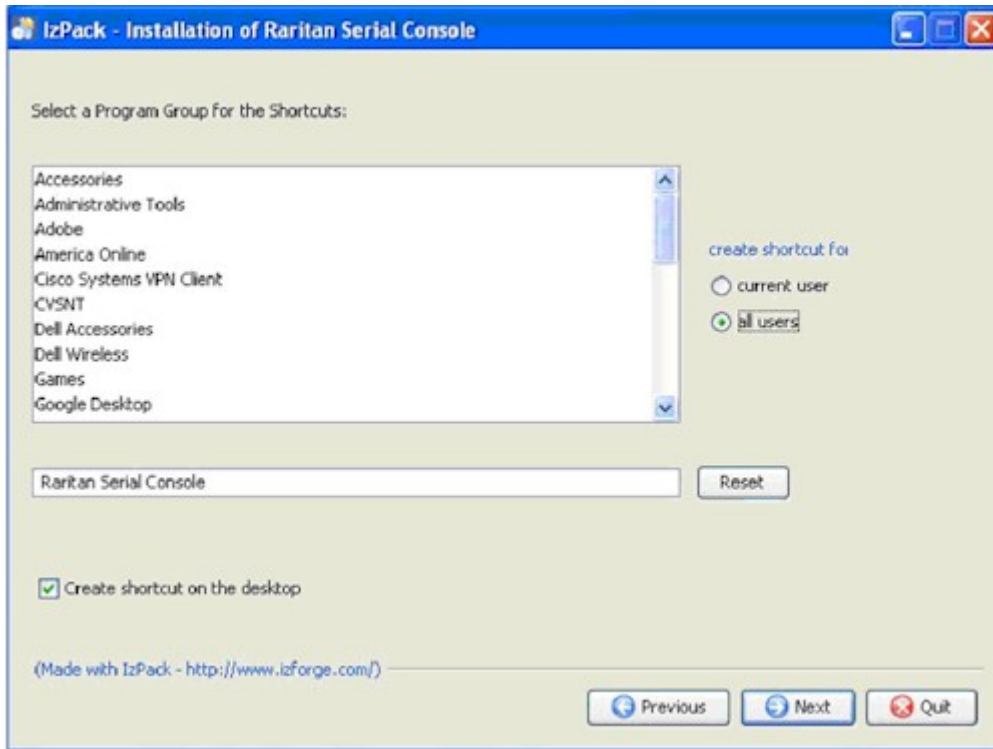 IzPack - Installation of Raritan Serial Console
Select a Program Group for the Shortcuts:
Accessories
Administrative Tools
Adobe
America Online
Cisco Systems VPN Client
CVSNT
Dell Accessories
Dell Wireless
Games
Google Desktop
create shortcut for
current user
all users
Raritan Serial Console
Reset
Create shortcut on the desktop
(Made with IzPack - http://www.izforge.com/)
Previous
Next
Quit